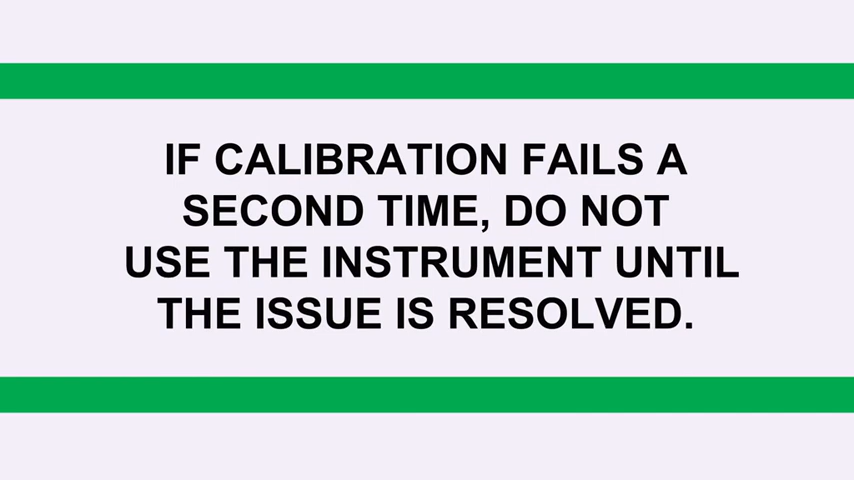 IF CALIBRATION FAILS A
SECOND TIME, DO NOT
USE THE INSTRUMENT UNTIL
THE ISSUE IS RESOLVED.